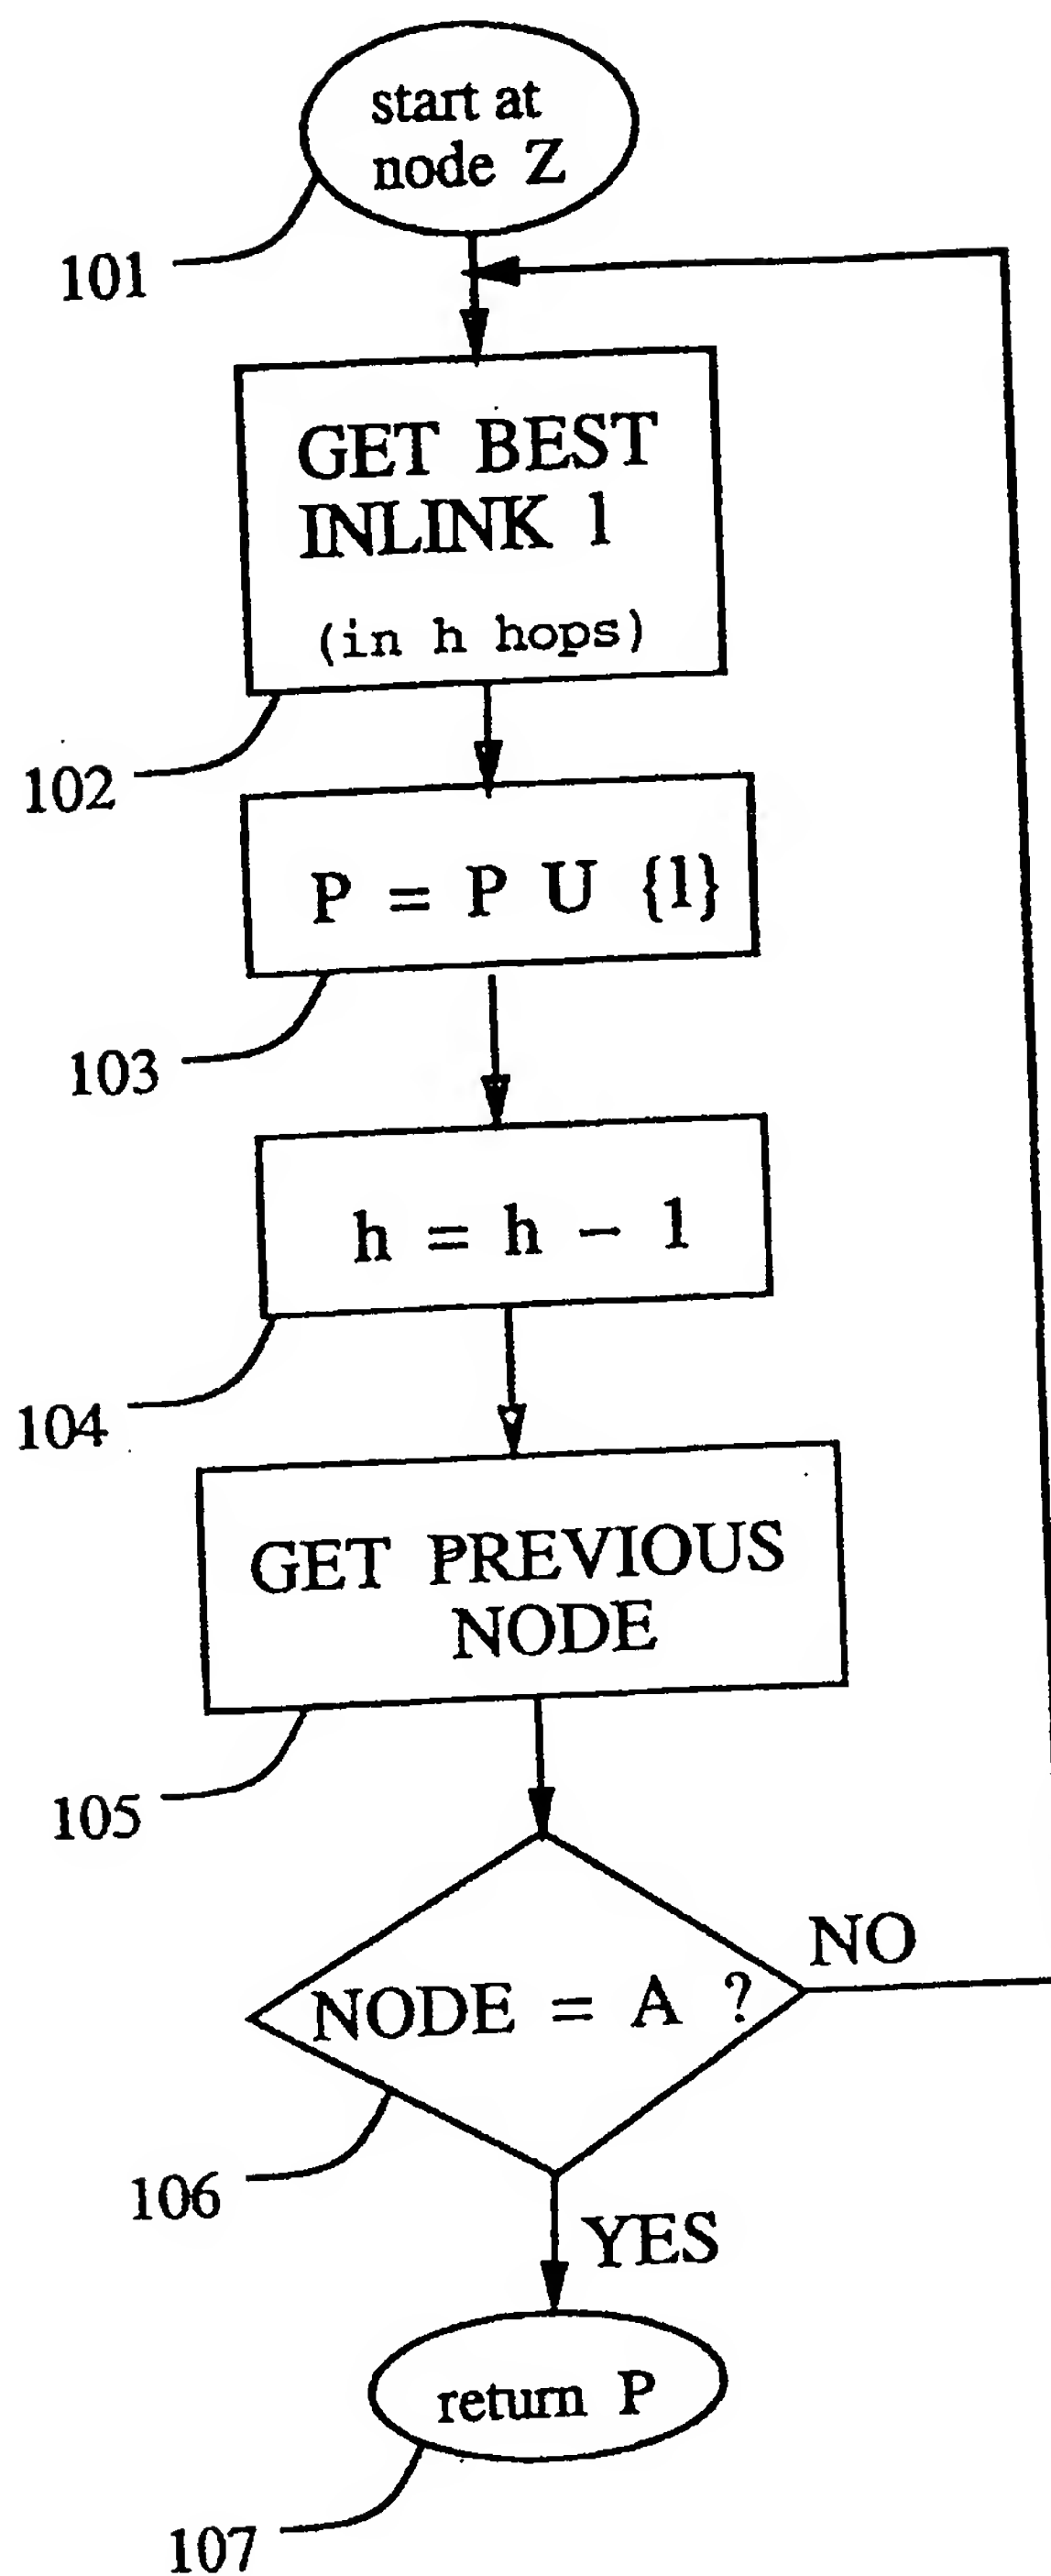 start at
node Z
101
GET BEST
INLINK l
(in h hops)
102
P = P U {l}
103
h = h - 1
104
GET PREVIOUS
NODE
105
NO
NODE = A ?
106
YES
return P
107